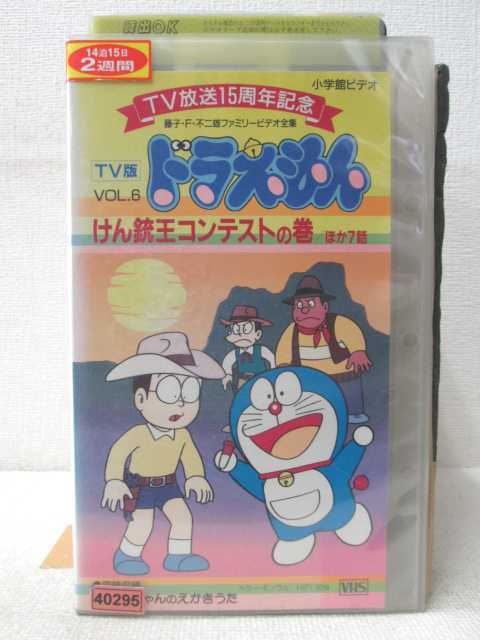 貸出OK
14泊15日
2週間
小学館ビデオ
TV放送15周年記念
藤子・F・不二雄ファミリービデオ全集
TV版
ドラえもん
VOL.6
けん銃王コンテストの巻 ほか7話
40295
ゃんのえかきうた
VHS